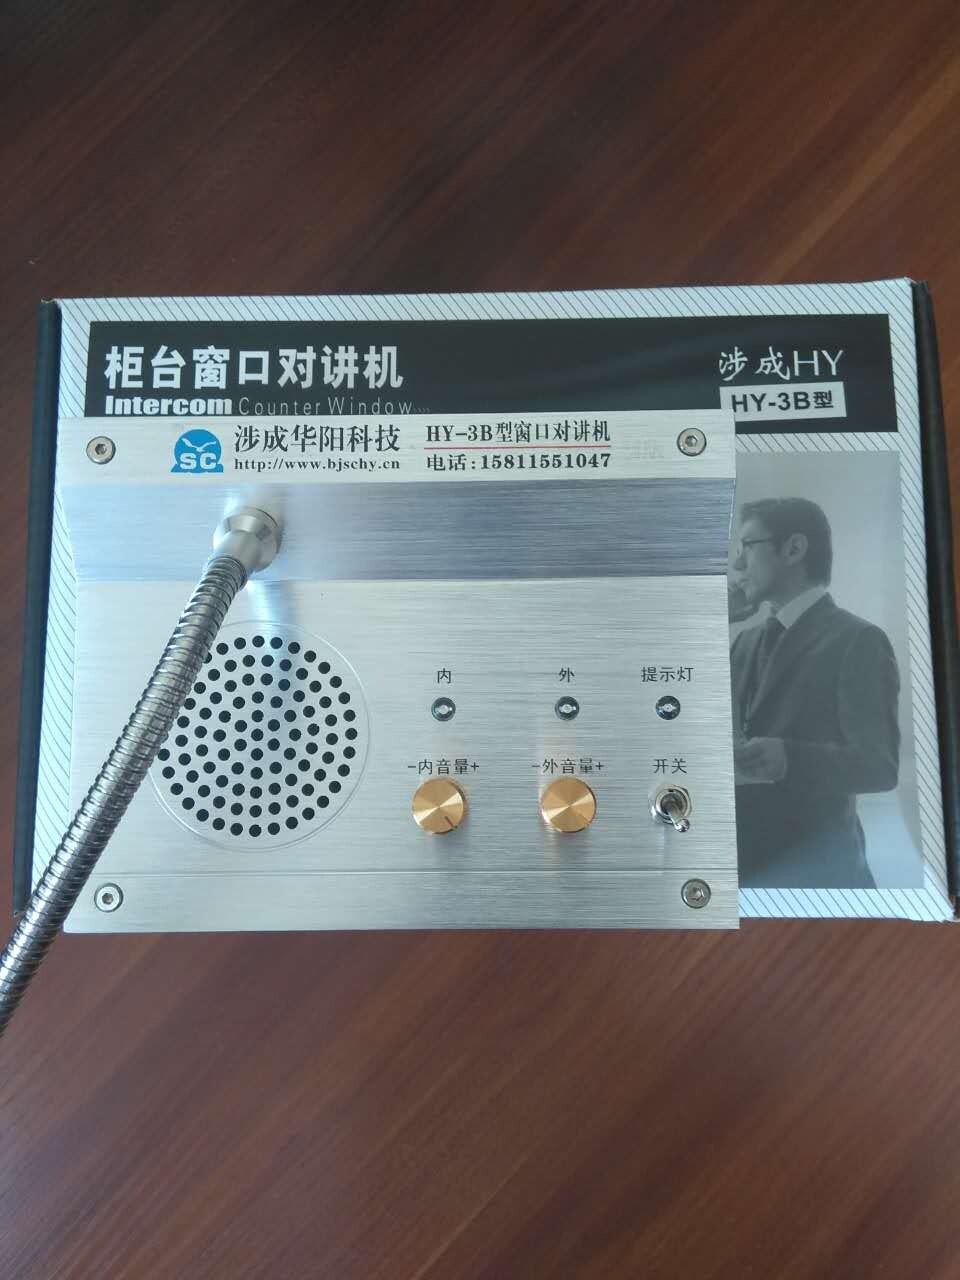 柜台窗口对讲机
Intercom Counter Window
涉成HY
HY-3B型
SC
涉成华阳科技
http://www.bjschy.cn
HY-3B型窗口对讲机
电话:15811551047
内
外
提示灯
-内音量+
-外音量+
开关